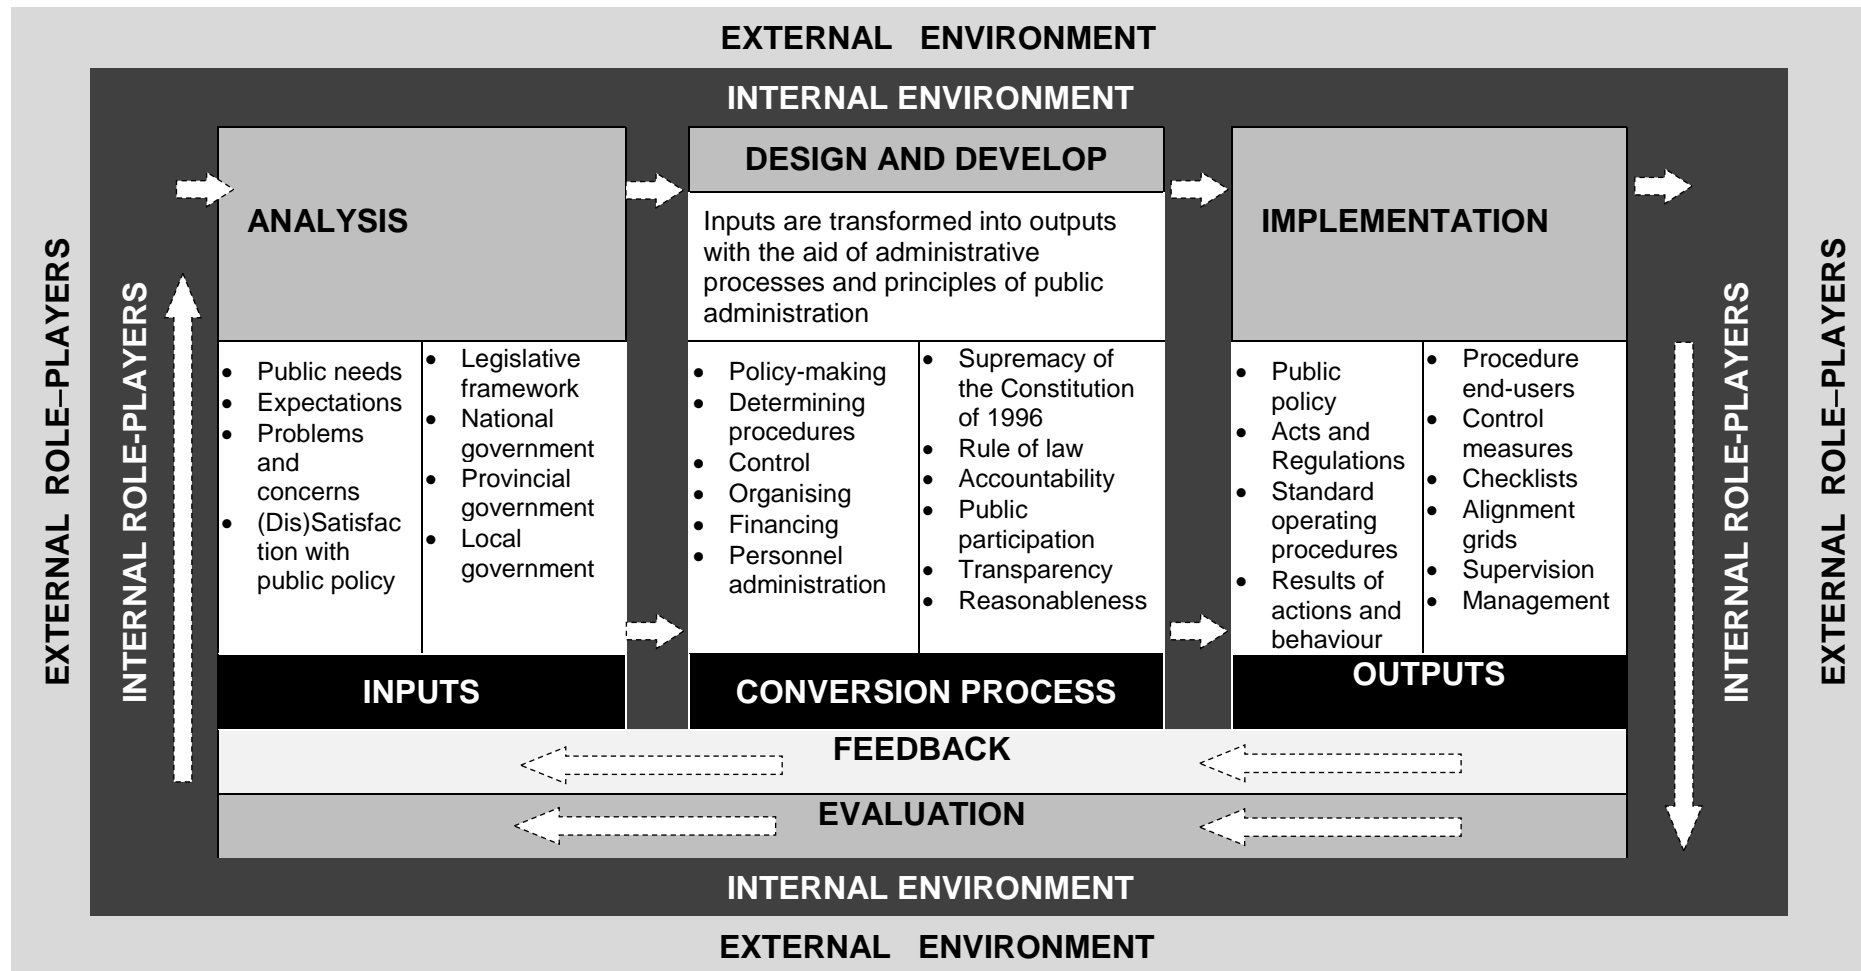 EXTERNAL ENVIRONMENT
INTERNAL ENVIRONMENT
EXTERNAL ROLE–PLAYERS
INTERNAL ROLE-PLAYERS
ANALYSIS
Public needs
Expectations
Problems
and
concerns
(Dis)Satisfac
tion with
public policy
Legislative
framework
National
government
Provincial
government
Local
government
INPUTS
DESIGN AND DEVELOP
Inputs are transformed into outputs
with the aid of administrative
processes and principles of public
administration
Policy-making
Determining
procedures
Control
Organising
Financing
Personnel
administration
Supremacy of
the Constitution
of 1996
Rule of law
Accountability
Public
participation
Transparency
Reasonableness
CONVERSION PROCESS
IMPLEMENTATION
Public
policy
Acts and
Regulations
Standard
operating
procedures
Results of
actions and
behaviour
Procedure
end-users
Control
measures
Checklists
Alignment
grids
Supervision
Management
OUTPUTS
INTERNAL ROLE-PLAYERS
EXTERNAL ROLE–PLAYERS
FEEDBACK
EVALUATION
INTERNAL ENVIRONMENT
EXTERNAL ENVIRONMENT